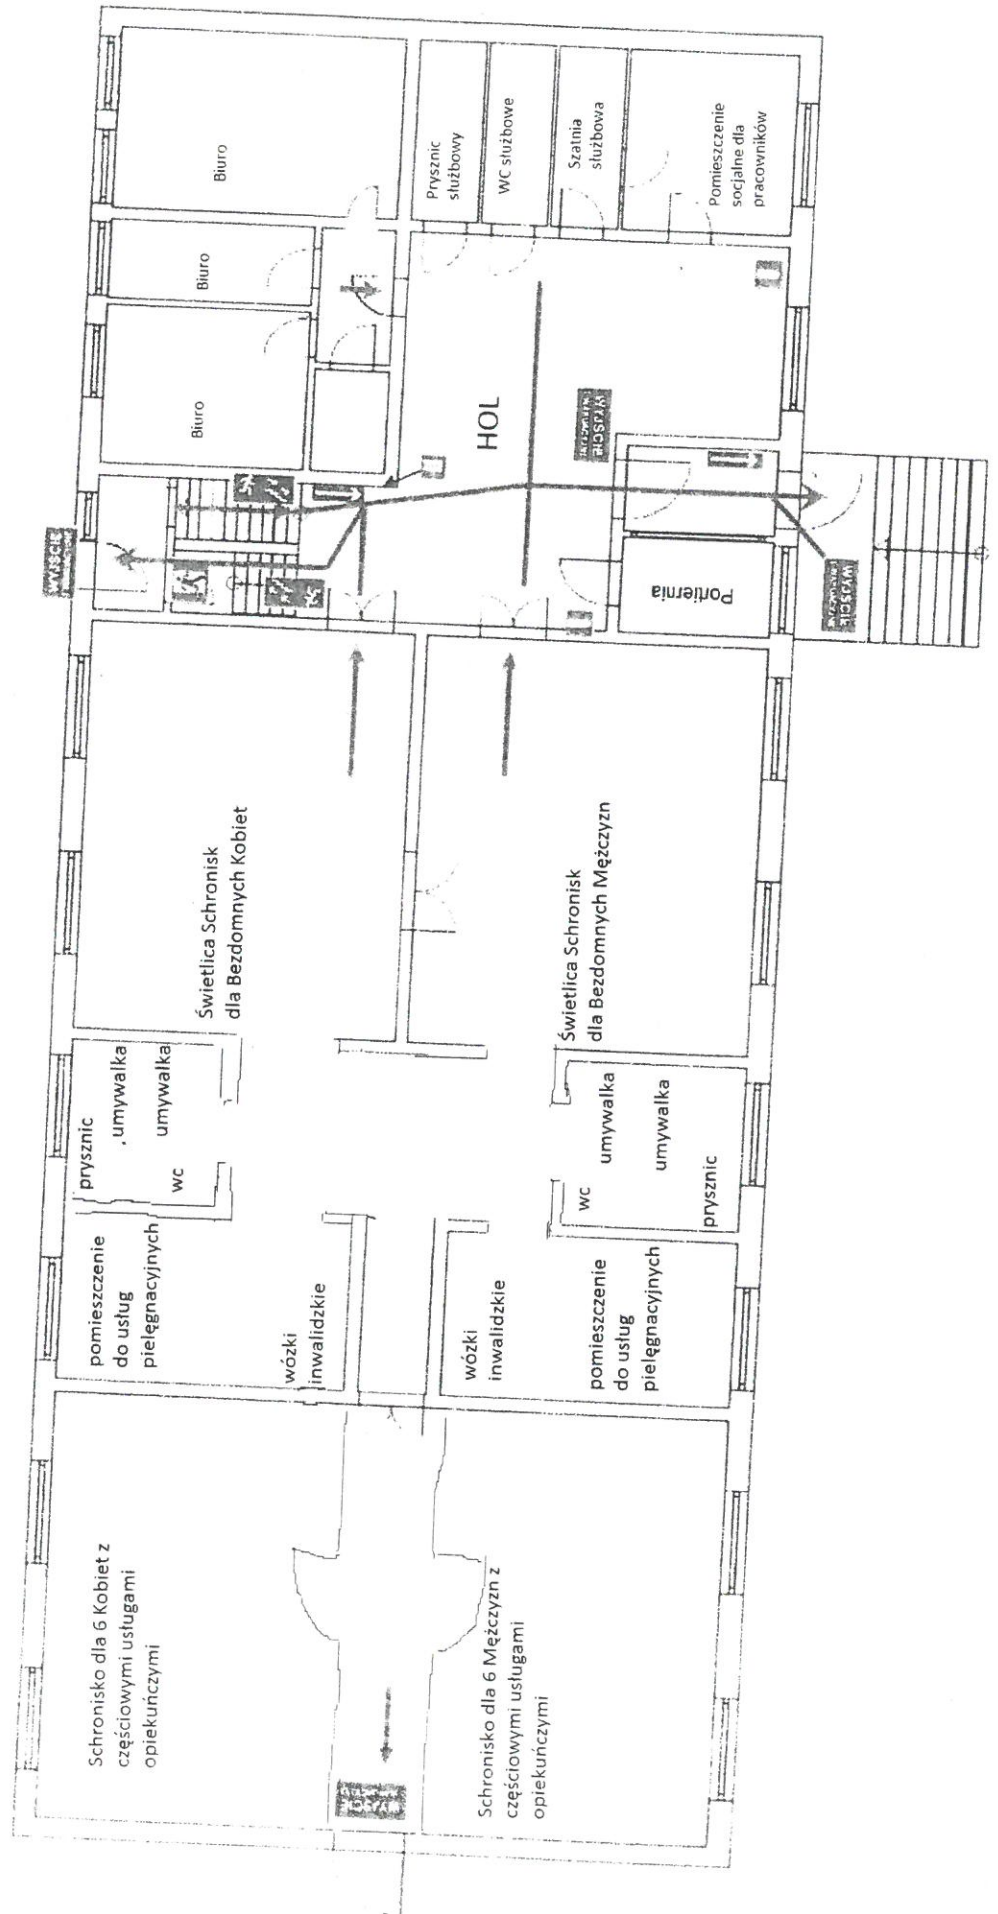 Biuro
Biuro
Biuro
Prysznic
służbowy
WC służbowe
Szatnia
służbowa
Pomieszczenie
socjalne dla
pracowników
HOL
WYJŚCIE
WYJŚCIE
WYJŚCIE
Portiernia
Świetlica Schronisk
dla Bezdomnych Kobiet
Świetlica Schronisk
dla Bezdomnych Mężczyzn
prysznic
umywalka
umywalka
wc
wc
umywalka
umywalka
prysznic
pomieszczenie
do usług
pielęgnacyjnych
wózki
inwalidzkie
wózki
inwalidzkie
pomieszczenie
do usług
pielęgnacyjnych
Schronisko dla 6 Kobiet z
częściowymi usługami
opiekuńczymi
Schronisko dla 6 Mężczyzn z
częściowymi usługami
opiekuńczymi